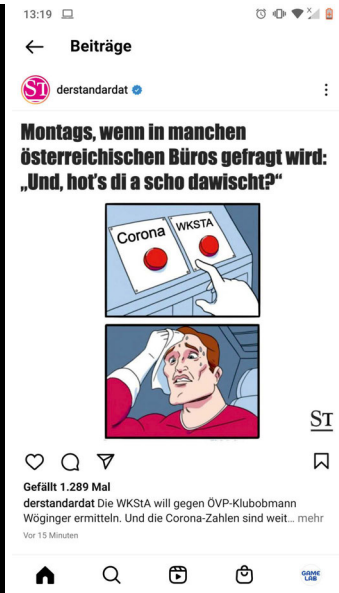 13:19
Beiträge
ST
derstandardat
Montags, wenn in manchen
österreichischen Büros gefragt wird:
„Und, hot's di a scho dawischt?“
Corona
WKSTA
ST
Gefällt 1.289 Mal
derstandardat Die WKStA will gegen ÖVP-Klubobmann
Wöginger ermitteln. Und die Corona-Zahlen sind weit... mehr
Vor 15 Minuten
GAME
LAB